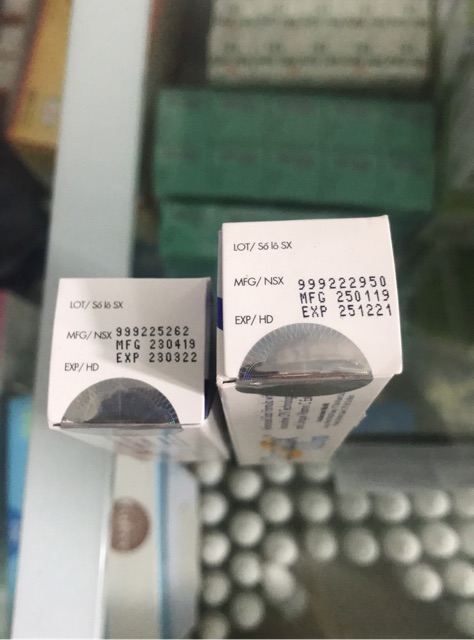 LOT/ Số lô SX
MFG/ NSX
EXP/ HD
999225262
MFG 230419
EXP 230322
LOT/ Số lô SX
MFG/ NSX
EXP/ HD
999222950
MFG 250119
EXP 251221